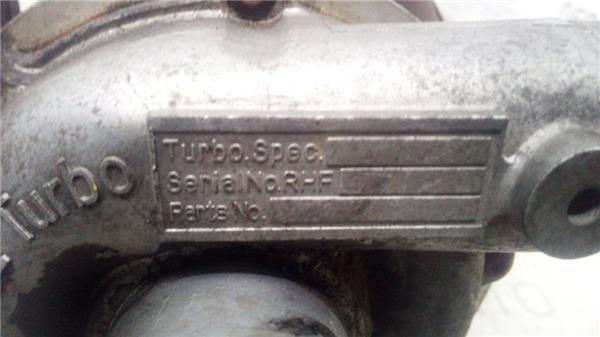 Turbo
Turbo.Spec.
Serial No.RHF
Parts No.